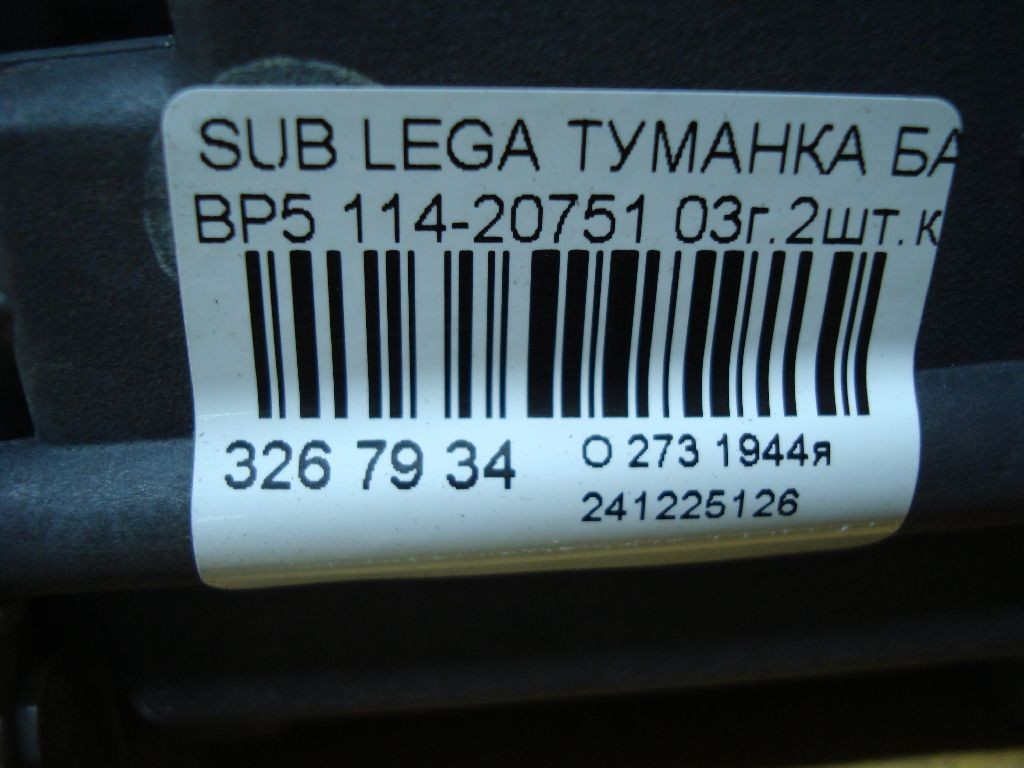 SUB LEGA ТУМАНКА БА
BP5 114-20751 03г.2шт.к
326 79 34
О 273 1944я
241225126